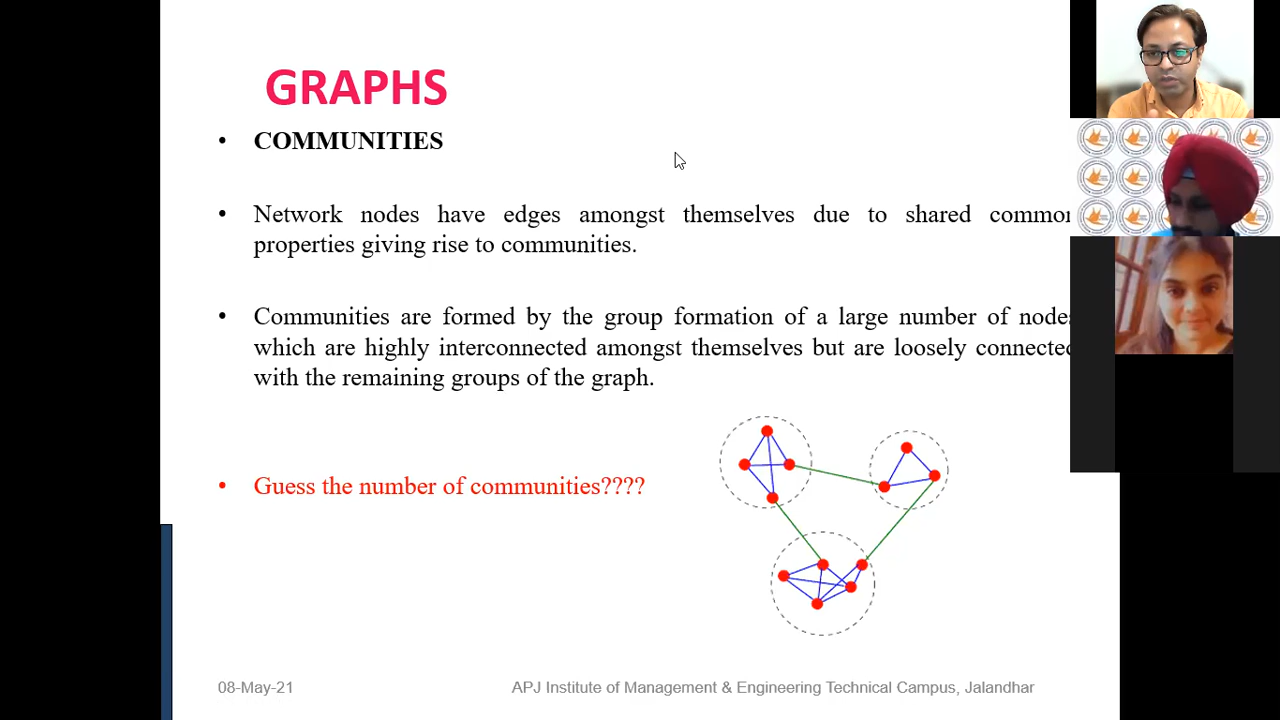 GRAPHS
• COMMUNITIES
• Network nodes have edges amongst themselves due to shared common
properties giving rise to communities.
• Communities are formed by the group formation of a large number of nodes
which are highly interconnected amongst themselves but are loosely connected
with the remaining groups of the graph.
• Guess the number of communities????
08-May-21
APJ Institute of Management & Engineering Technical Campus, Jalandhar